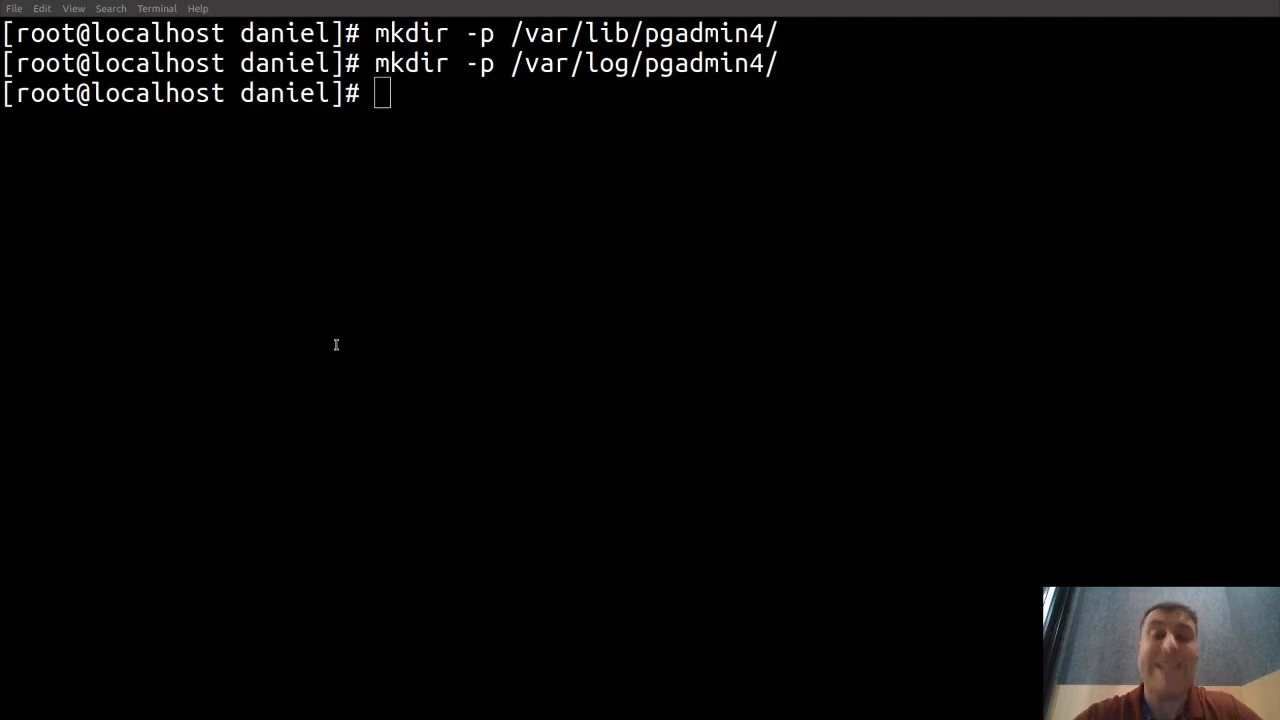 File Edit View Search Terminal Help
[root@localhost daniel]# mkdir -p /var/lib/pgadmin4/
[root@localhost daniel]# mkdir -p /var/log/pgadmin4/
[root@localhost daniel]#